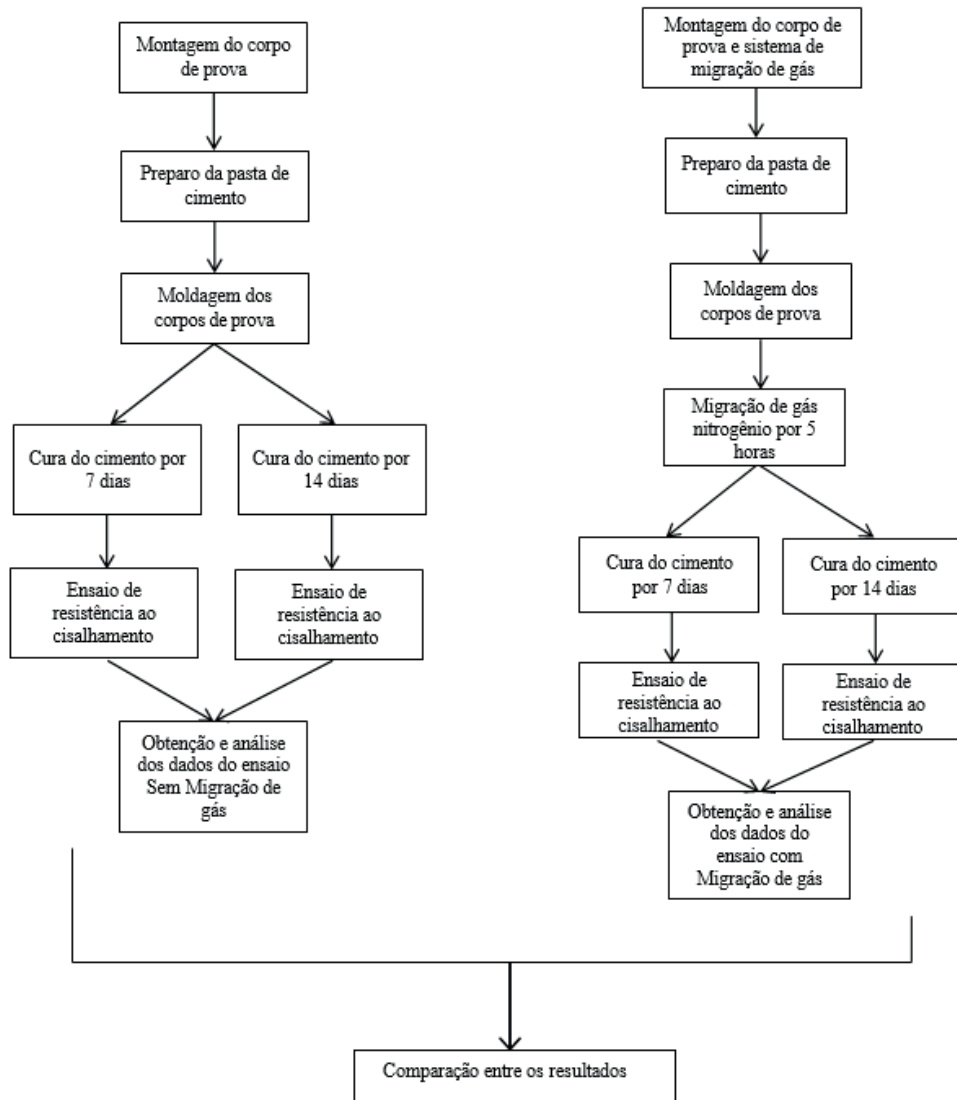 Montagem do corpo
de prova
Preparo da pasta de
cimento
Moldagem dos
corpos de prova
Cura do cimento por
7 dias
Cura do cimento por
14 dias
Ensaio de
resistência ao
cisalhamento
Ensaio de
resistência ao
cisalhamento
Obtenção e análise
dos dados do ensaio
Sem Migração de
gás
Montagem do corpo de
prova e sistema de
migração de gás
Preparo da pasta de
cimento
Moldagem dos
corpos de prova
Migração de gás
nitrogênio por 5
horas
Cura do cimento
por 7 dias
Cura do cimento
por 14 dias
Ensaio de
resistência ao
cisalhamento
Ensaio de
resistência ao
cisalhamento
Obtenção e análise
dos dados do
ensaio com
Migração de gás
Comparação entre os resultados